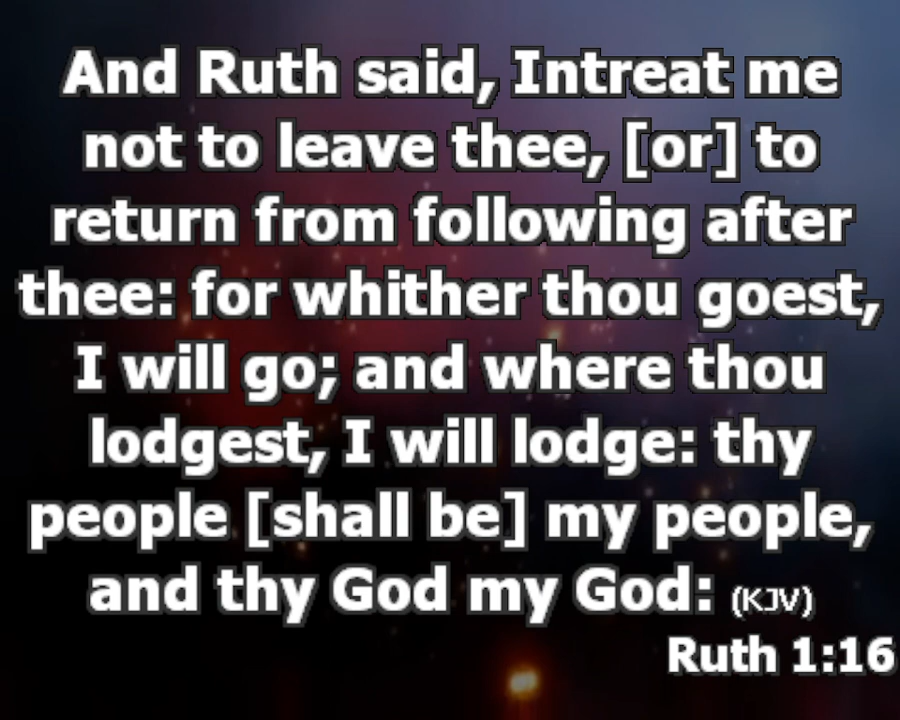 And Ruth said, Intreat me
not to leave thee, [or] to
return from following after
thee: for whither thou goest,
I will go; and where thou
lodgest, I will lodge: thy
people [shall be] my people,
and thy God my God: (KJV)
Ruth 1:16